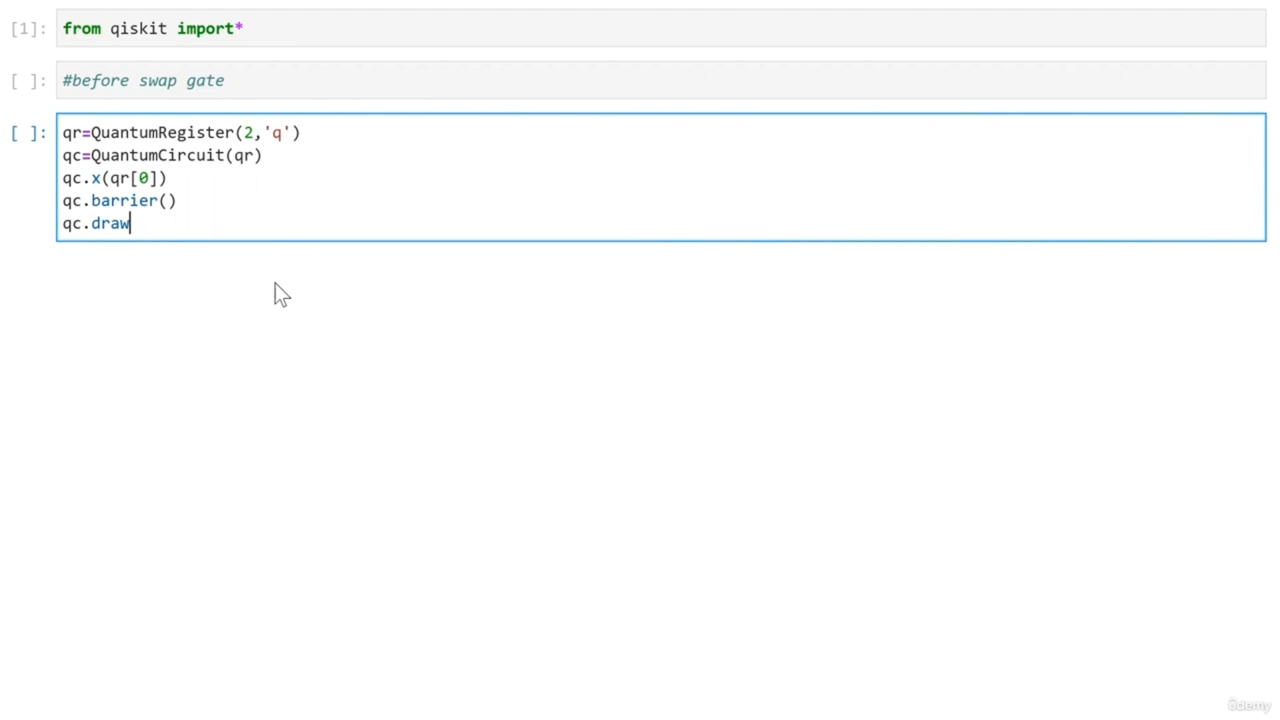 [1]: from qiskit import*
[ ]: #before swap gate
[ ]: qr=QuantumRegister(2,'q')
qc=QuantumCircuit(qr)
qc.x(qr[0])
qc.barrier()
qc.draw
ûdemy